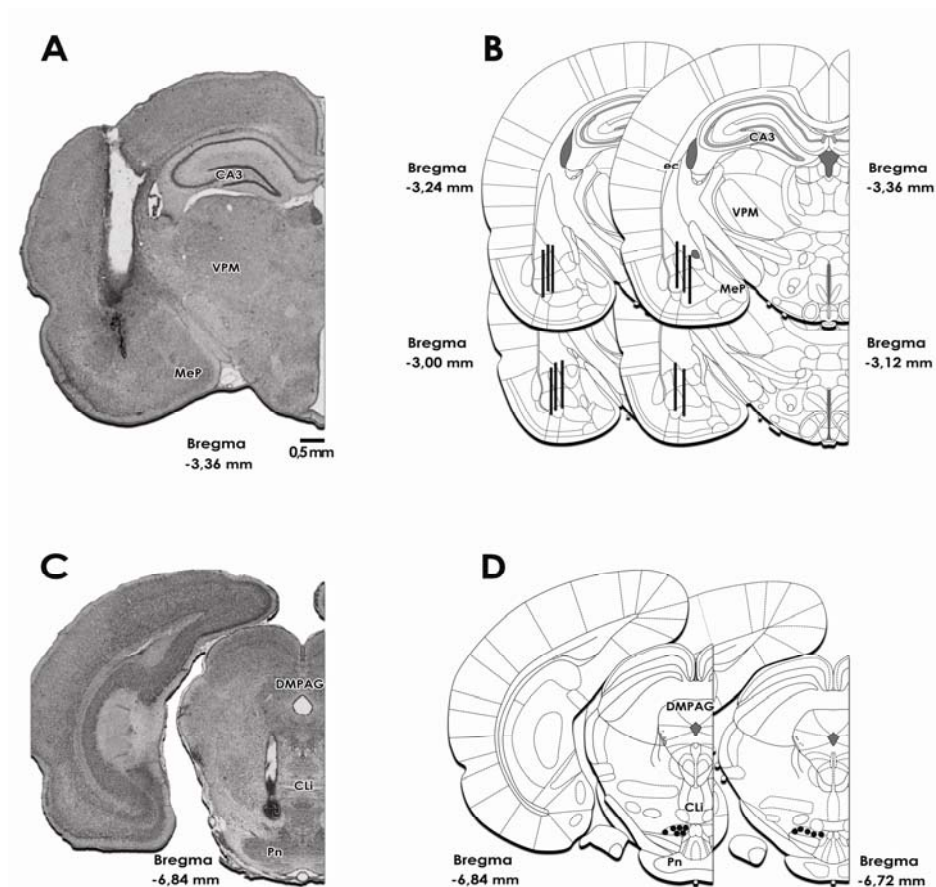 A
CA3
VPM
MeP
Bregma
-3,36 mm
0,5mm
B
Bregma
-3,24 mm
CA3
ec
VPM
MeP
Bregma
-3,36 mm
Bregma
-3,00 mm
Bregma
-3,12 mm
C
DMPAG
CLi
Pn
Bregma
-6,84 mm
D
DMPAG
CLi
Pn
Bregma
-6,84 mm
Bregma
-6,72 mm